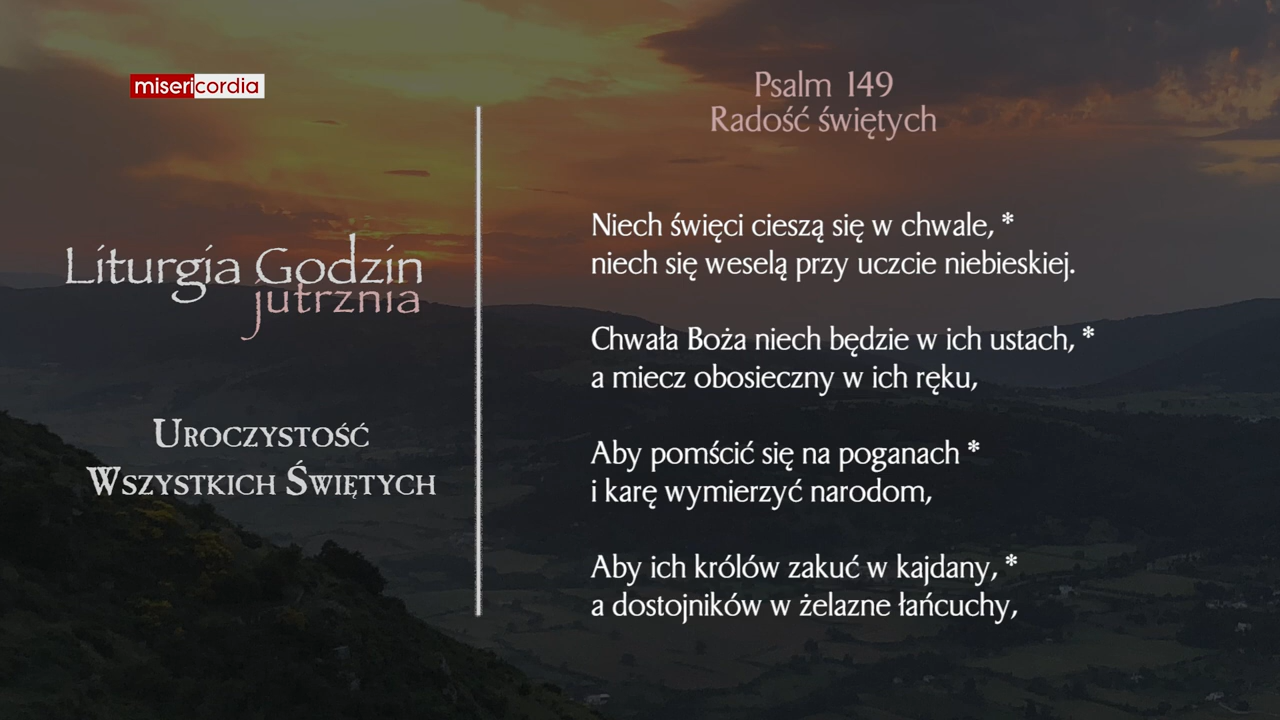 misericordia
Liturgia Godzin
jutrznia
Uroczystość
Wszystkich Świętych
Psalm 149
Radość świętych
Niech święci cieszą się w chwale, *
niech się weselą przy uczcie niebieskiej.
Chwała Boża niech będzie w ich ustach, *
a miecz obosieczny w ich ręku,
Aby pomścić się na poganach *
i karę wymierzyć narodom,
Aby ich królów zakuć w kajdany, *
a dostojników w żelazne łańcuchy,